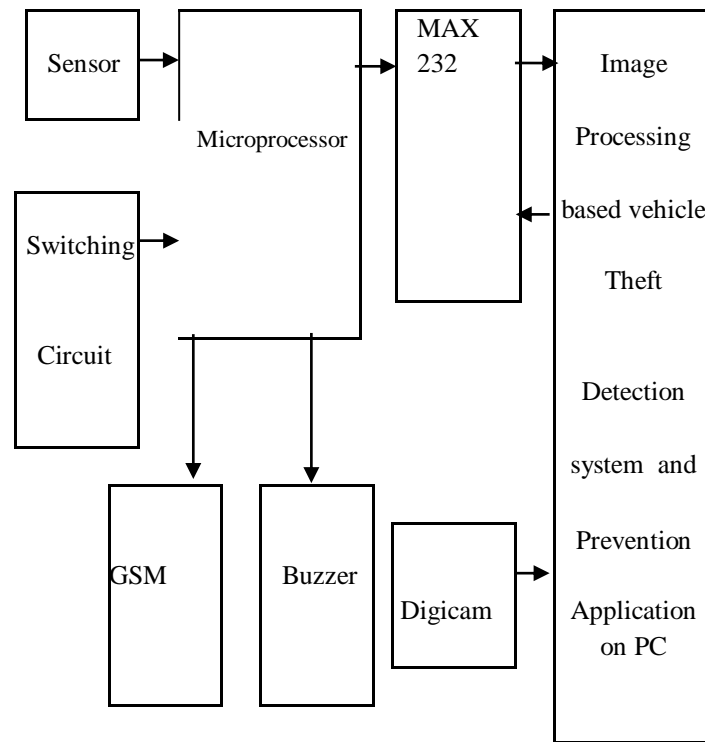 Sensor
Microprocessor
MAX
232
Image
Processing
based vehicle
Theft
Detection
system and
Prevention
Application
on PC
Switching
Circuit
GSM
Buzzer
Digicam